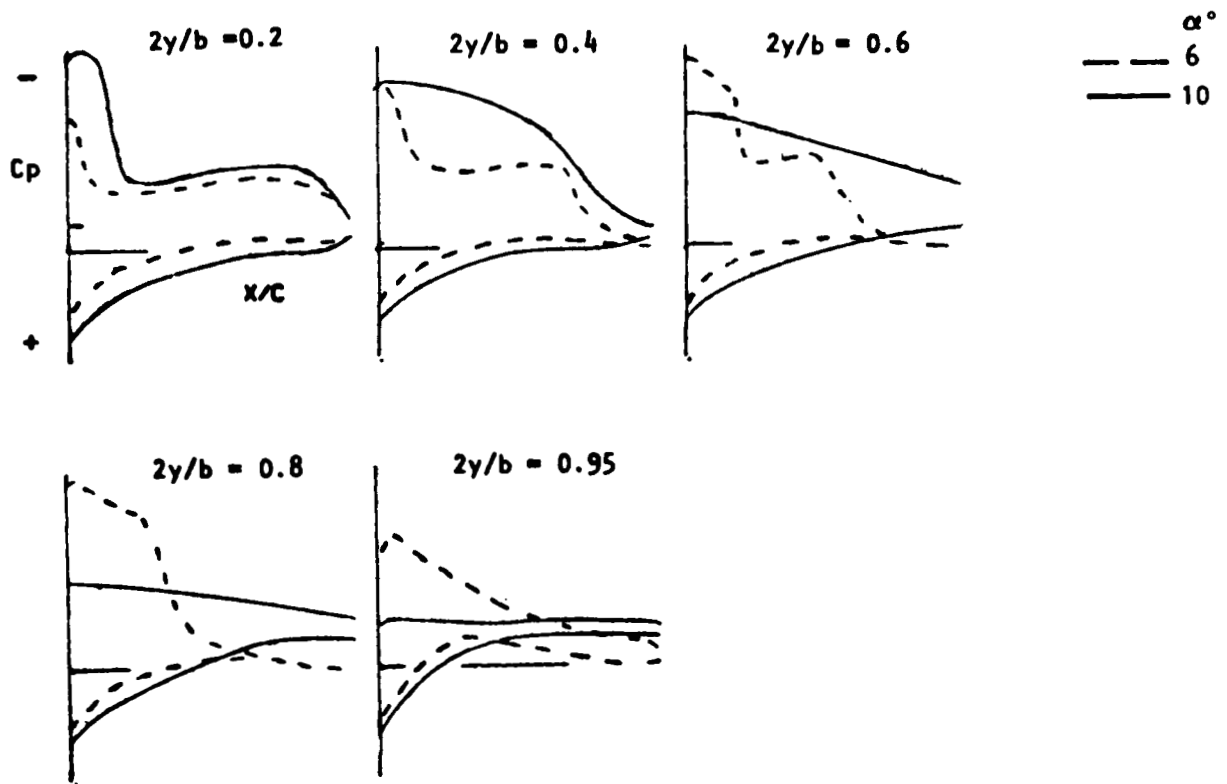 2y/b =0.2
2y/b = 0.4
2y/b = 0.6
α°
6
10
−
Cp
+
X/C
2y/b = 0.8
2y/b = 0.95